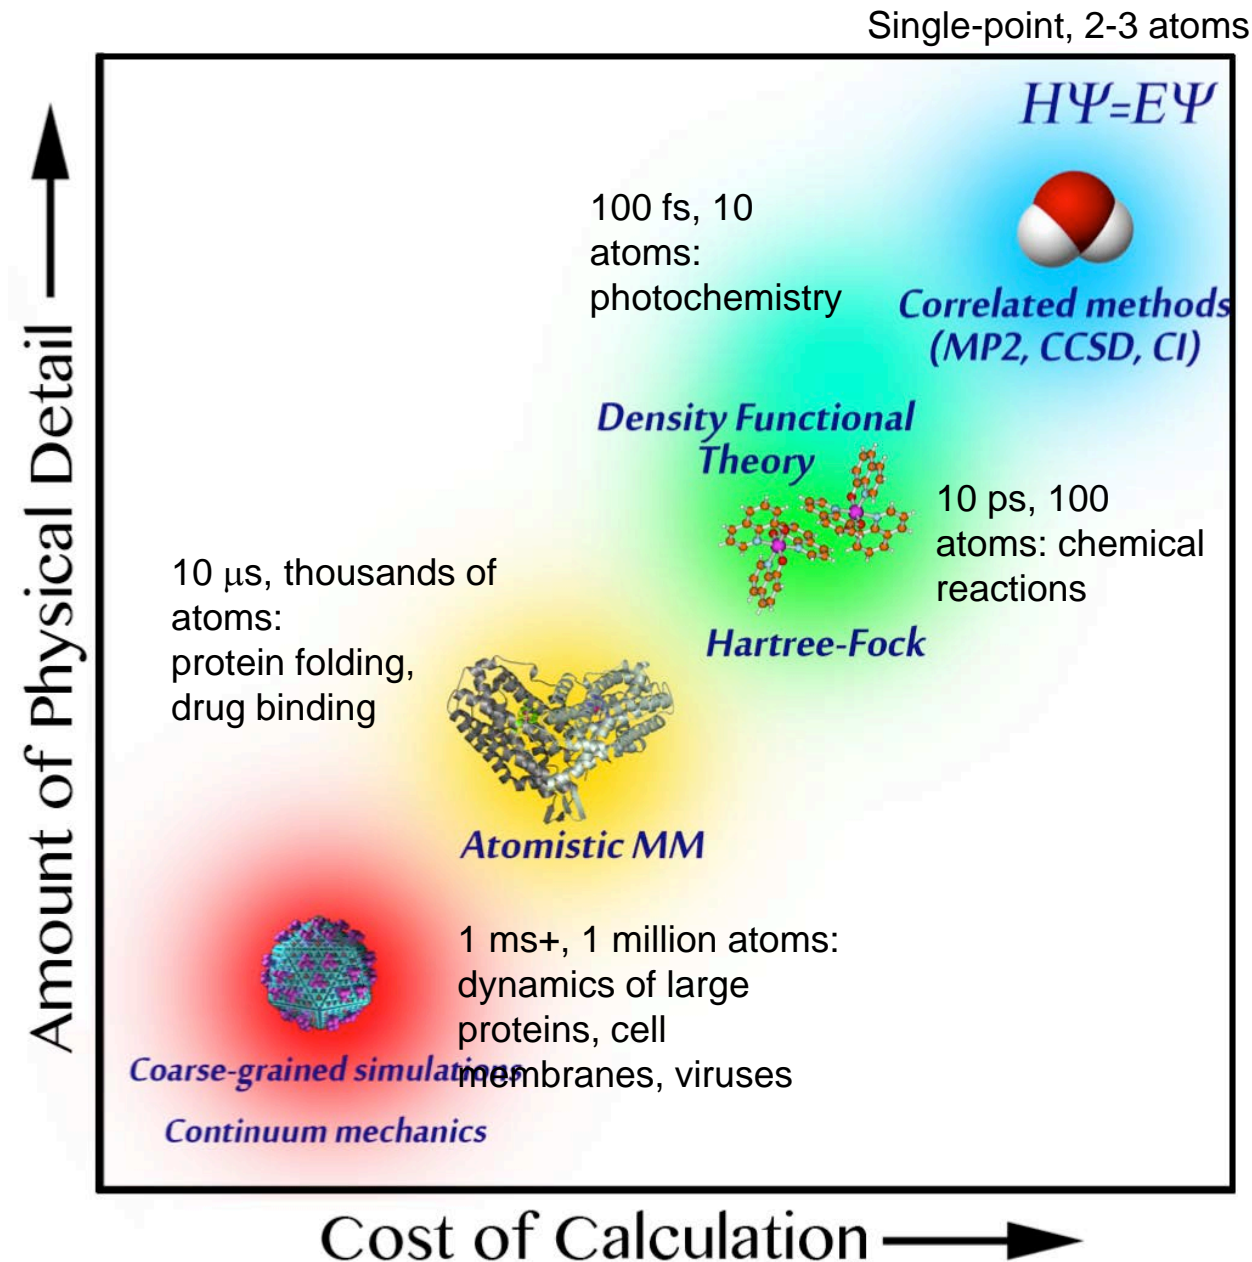 Single-point, 2-3 atoms
HΨ=EΨ
100 fs, 10
atoms:
photochemistry
Correlated methods
(MP2, CCSD, CI)
Density Functional
Theory
10 ps, 100
atoms: chemical
reactions
10 μs, thousands of
atoms:
protein folding,
drug binding
Hartree-Fock
Atomistic MM
1 ms+, 1 million atoms:
dynamics of large
proteins, cell
membranes, viruses
Coarse-grained simulations
Continuum mechanics
Amount of Physical Detail
Cost of Calculation